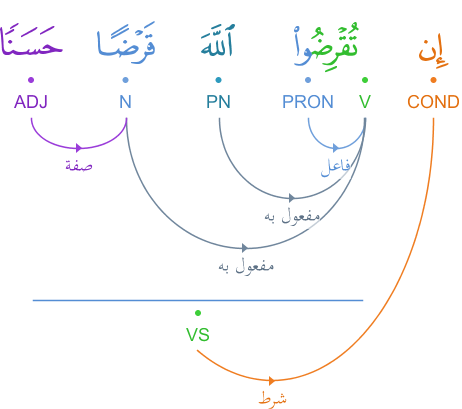 إِن تُقْرِضُوا۟ ٱللَّهَ قَرْضًا حَسَنًا
COND V PRON PN N ADJ
فاعل
صفة
مفعول به
مفعول به
VS
شرط